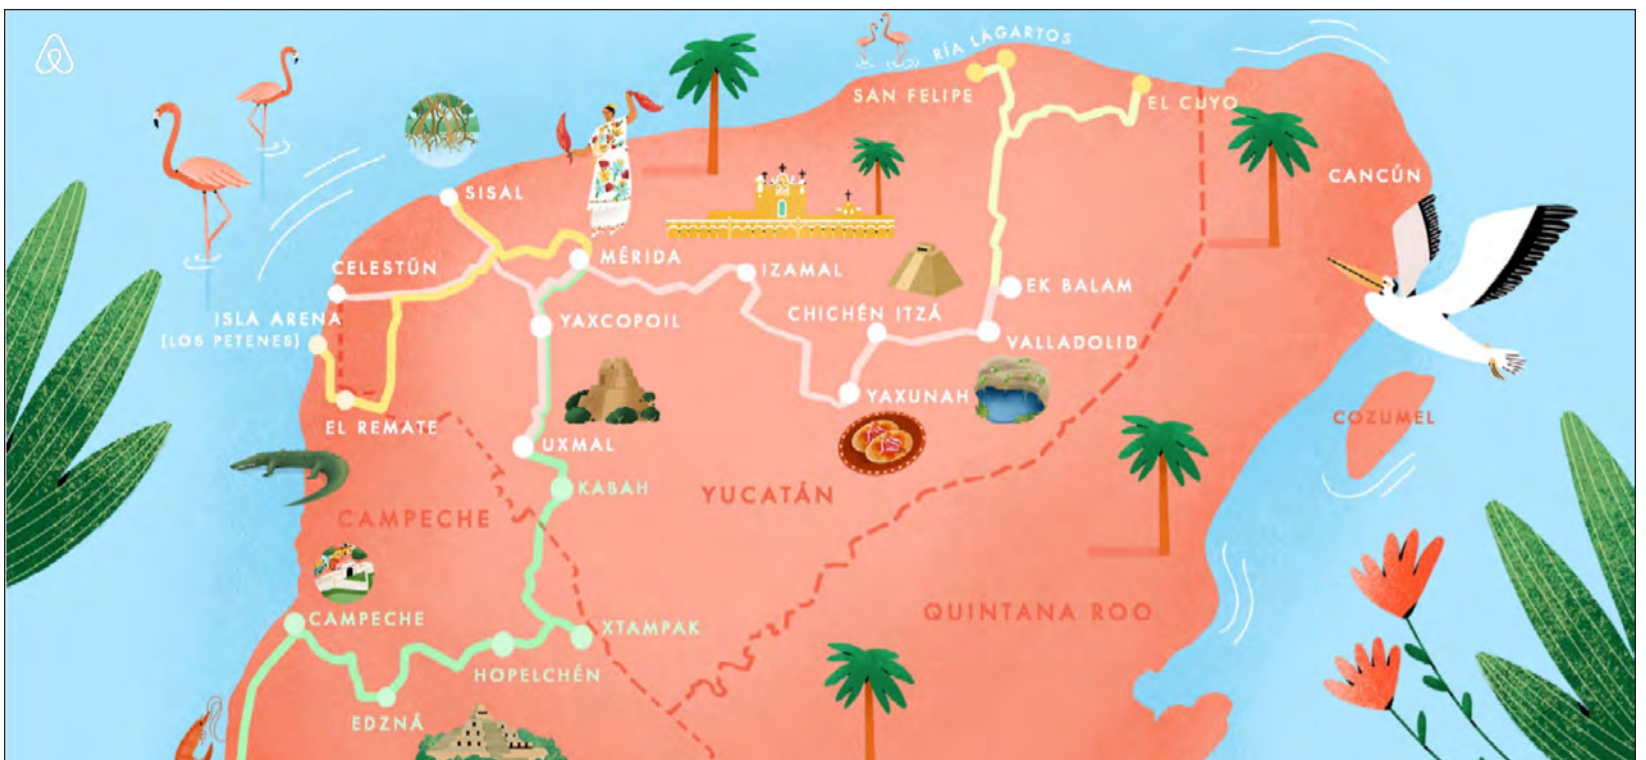 RÍA LAGARTOS
SAN FELIPE
EL CUYO
CANCÚN
SISAL
MÉRIDA
CELESTÚN
IZAMAL
EK BALAM
ISLA ARENA
(LOS PETENES)
YAXCOPOIL
CHICHÉN ITZÁ
VALLADOLID
YAXUNAH
COZUMEL
EL REMATE
UXMAL
KABAH
YUCATÁN
CAMPECHE
QUINTANA ROO
CAMPECHE
XTAMPAK
HOPELCHÉN
EDZNÁ